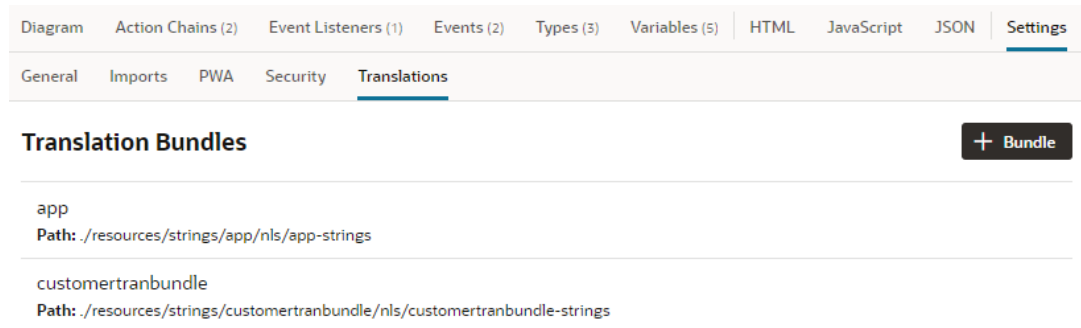 Diagram Action Chains (2) Event Listeners (1) Events (2) Types (3) Variables (5) HTML JavaScript JSON Settings
General Imports PWA Security Translations
Translation Bundles + Bundle
app
Path: ./resources/strings/app/nls/app-strings
customertranbundle
Path: ./resources/strings/customertranbundle/nls/customertranbundle-strings